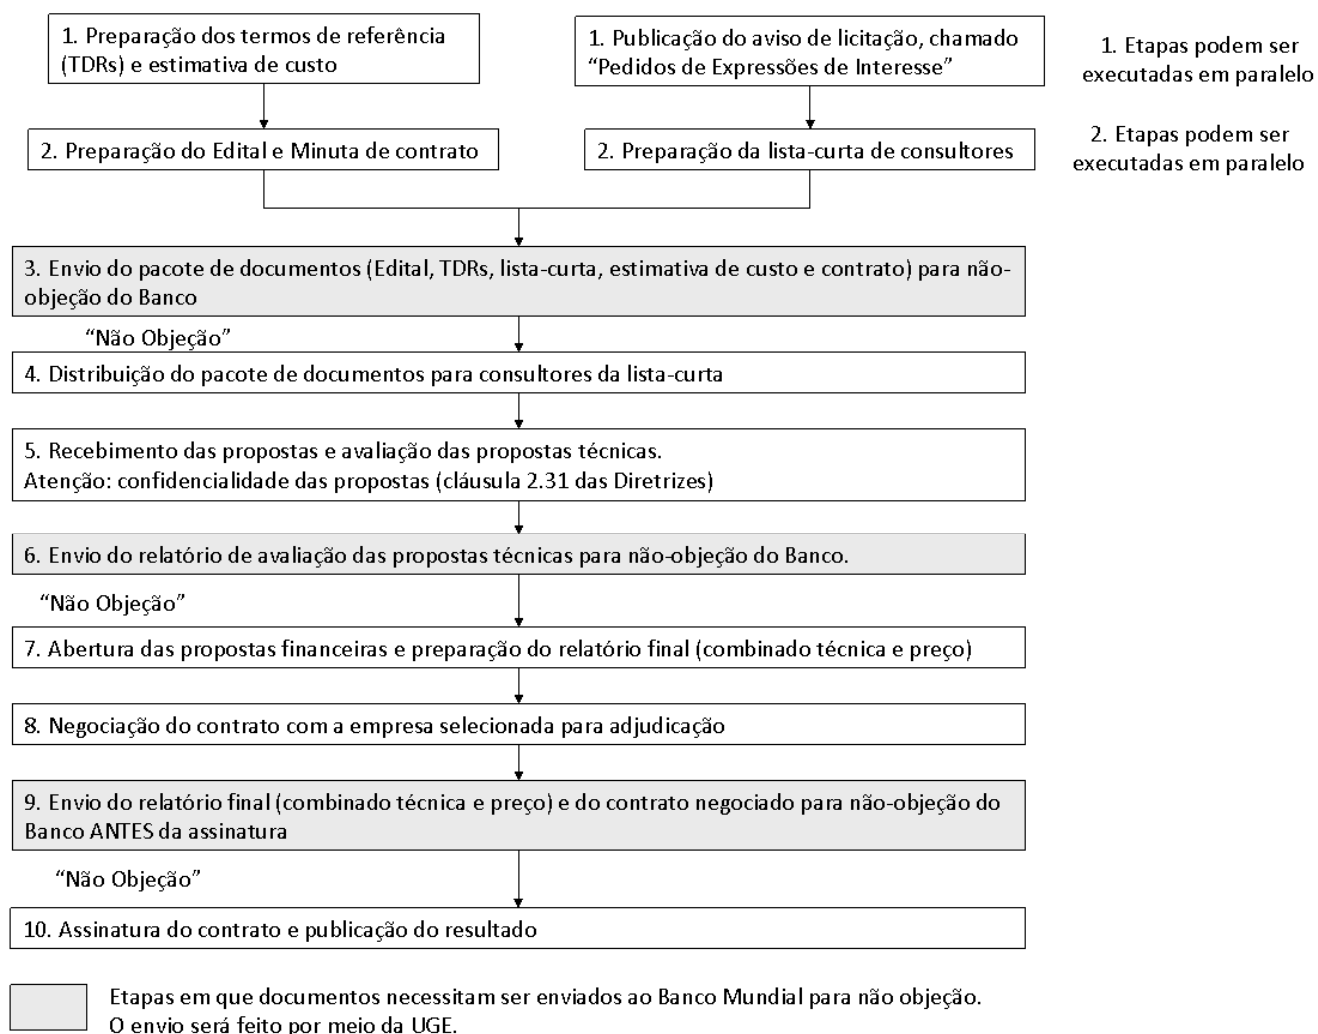 1. Preparação dos termos de referência
(TDRs) e estimativa de custo
1. Publicação do aviso de licitação, chamado
“Pedidos de Expressões de Interesse”
1. Etapas podem ser
executadas em paralelo
2. Preparação do Edital e Minuta de contrato
2. Preparação da lista-curta de consultores
2. Etapas podem ser
executadas em paralelo
3. Envio do pacote de documentos (Edital, TDRs, lista-curta, estimativa de custo e contrato) para não-
objeção do Banco
“Não Objeção”
4. Distribuição do pacote de documentos para consultores da lista-curta
5. Recebimento das propostas e avaliação das propostas técnicas.
Atenção: confidencialidade das propostas (cláusula 2.31 das Diretrizes)
6. Envio do relatório de avaliação das propostas técnicas para não-objeção do Banco.
“Não Objeção”
7. Abertura das propostas financeiras e preparação do relatório final (combinado técnica e preço)
8. Negociação do contrato com a empresa selecionada para adjudicação
9. Envio do relatório final (combinado técnica e preço) e do contrato negociado para não-objeção do
Banco ANTES da assinatura
“Não Objeção”
10. Assinatura do contrato e publicação do resultado
Etapas em que documentos necessitam ser enviados ao Banco Mundial para não objeção.
O envio será feito por meio da UGE.